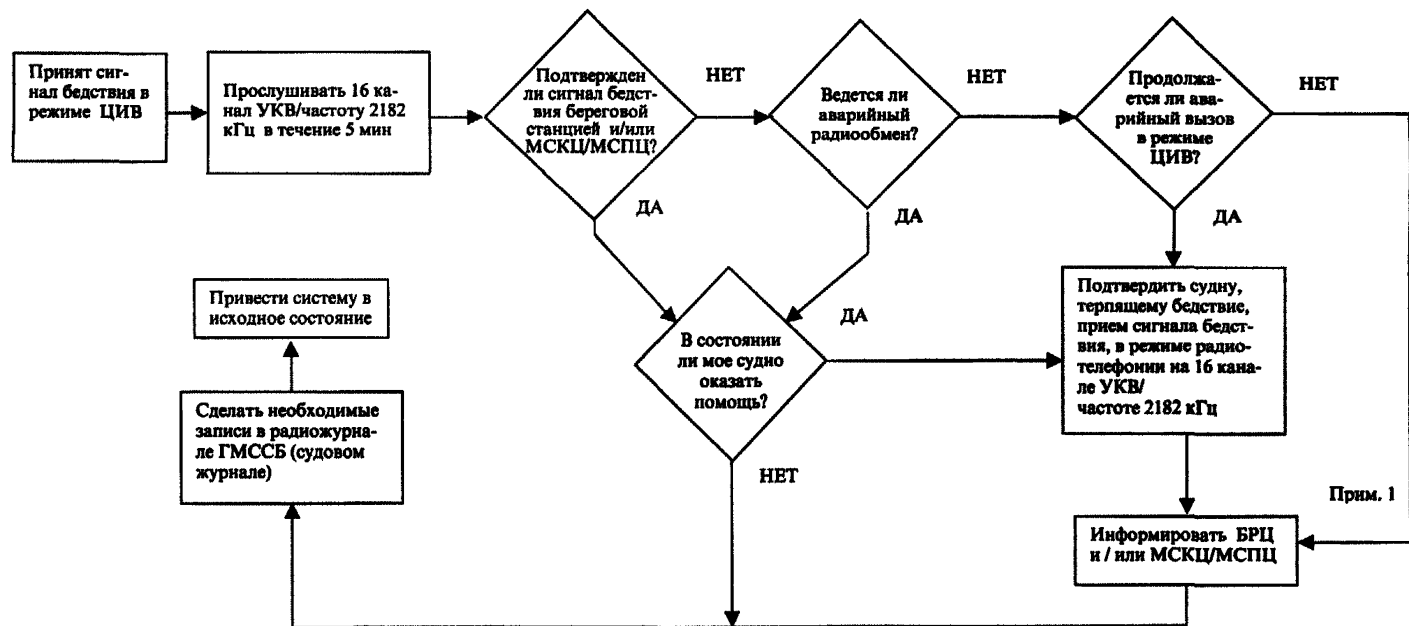 Принят сиг-
нал бедствия в
режиме ЦИВ
Прослушивать 16 ка-
нал УКВ/частоту 2182
кГц в течение 5 мин
Подтвержден
ли сигнал бедст-
вия береговой
станцией и/или
МСКЦ/МСПЦ?
НЕТ
Ведется ли
аварийный
радиообмен?
НЕТ
Продолжа-
ется ли ава-
рийный вызов
в режиме
ЦИВ?
НЕТ
ДА
ДА
ДА
Привести систему в
исходное состояние
В состоянии
ли мое судно
оказать
помощь?
ДА
Подтвердить судну,
терпящему бедствие,
прием сигнала бедст-
вия, в режиме радио-
телефонии на 16 кана-
ле УКВ/
частоте 2182 кГц
Сделать необходимые
записи в радиожурна-
ле ГМССБ (судовом
журнале)
НЕТ
Прим. 1
Информировать БРЦ
и / или МСКЦ/МСПЦ